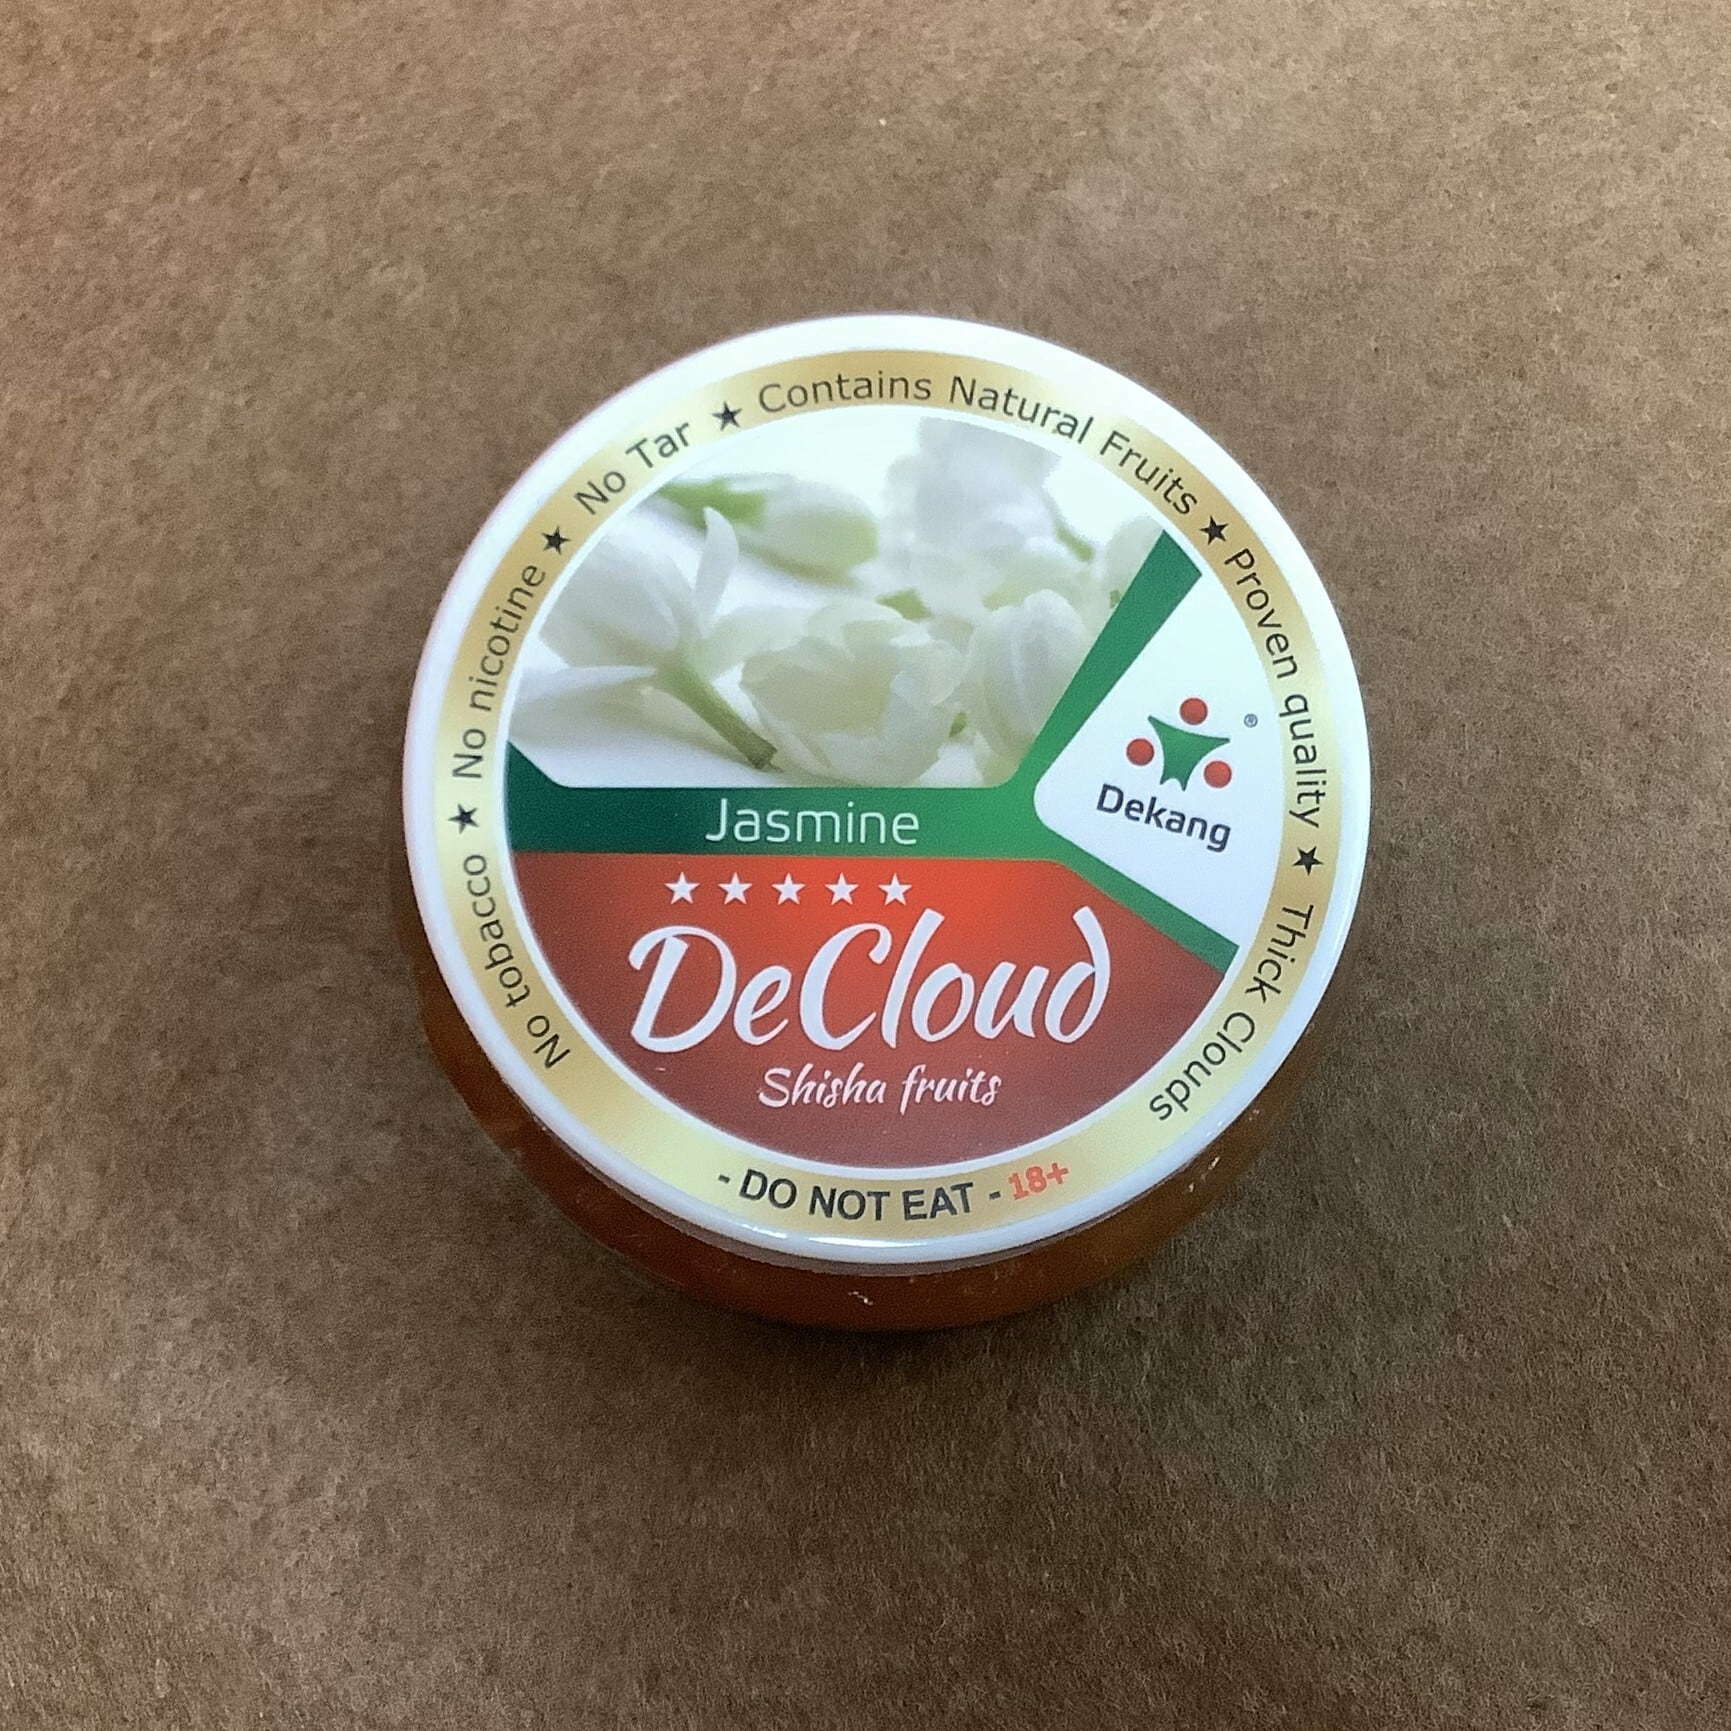 No tobacco ★ No nicotine ★ No Tar ★ Contains Natural Fruits ★ Proven quality ★ Thick Clouds
Dekang
®
Jasmine
★★★★★
DeCloud
Shisha fruits
- DO NOT EAT - 18+